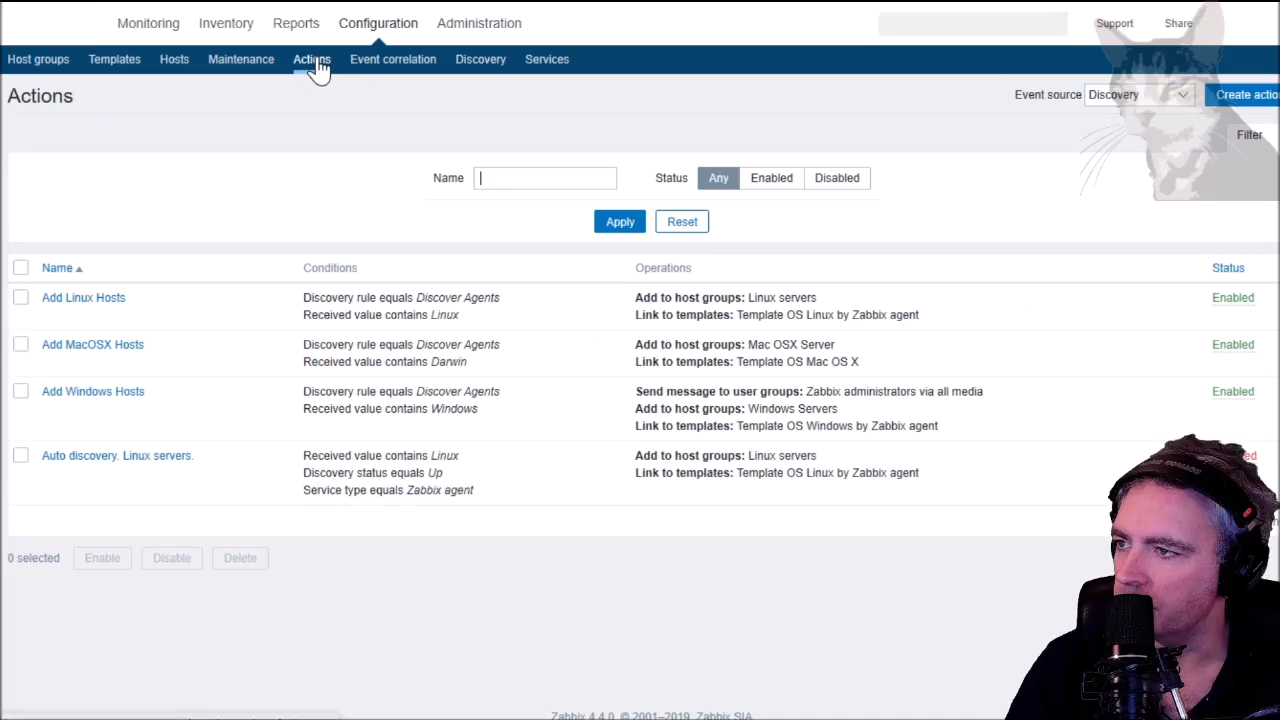 Monitoring Inventory Reports Configuration Administration Support Share
Host groups Templates Hosts Maintenance Actions Event correlation Discovery Services
Actions Event source Discovery Create actio
Filter
Name Status Any Enabled Disabled
Apply Reset
Name Conditions Operations Status
Add Linux Hosts Discovery rule equals Discover Agents Add to host groups: Linux servers Enabled
Received value contains Linux Link to templates: Template OS Linux by Zabbix agent
Add MacOSX Hosts Discovery rule equals Discover Agents Add to host groups: Mac OSX Server Enabled
Received value contains Darwin Link to templates: Template OS Mac OS X
Add Windows Hosts Discovery rule equals Discover Agents Send message to user groups: Zabbix administrators via all media Enabled
Received value contains Windows Add to host groups: Windows Servers
Link to templates: Template OS Windows by Zabbix agent
Auto discovery. Linux servers. Received value contains Linux Add to host groups: Linux servers ed
Discovery status equals Up Link to templates: Template OS Linux by Zabbix agent
Service type equals Zabbix agent
0 selected Enable Disable Delete
Zabbix 4.4.0. © 2001–2019, Zabbix SIA